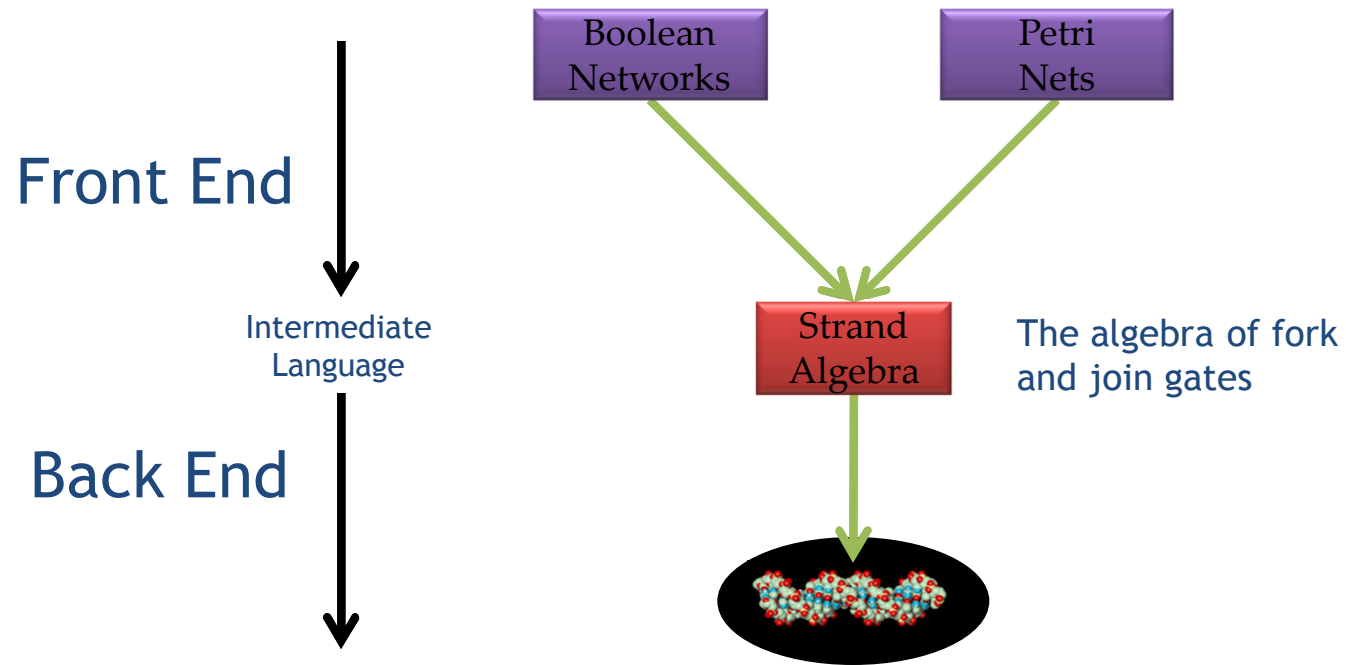 Boolean
Networks
Petri
Nets
Front End
Intermediate
Language
Strand
Algebra
The algebra of fork
and join gates
Back End